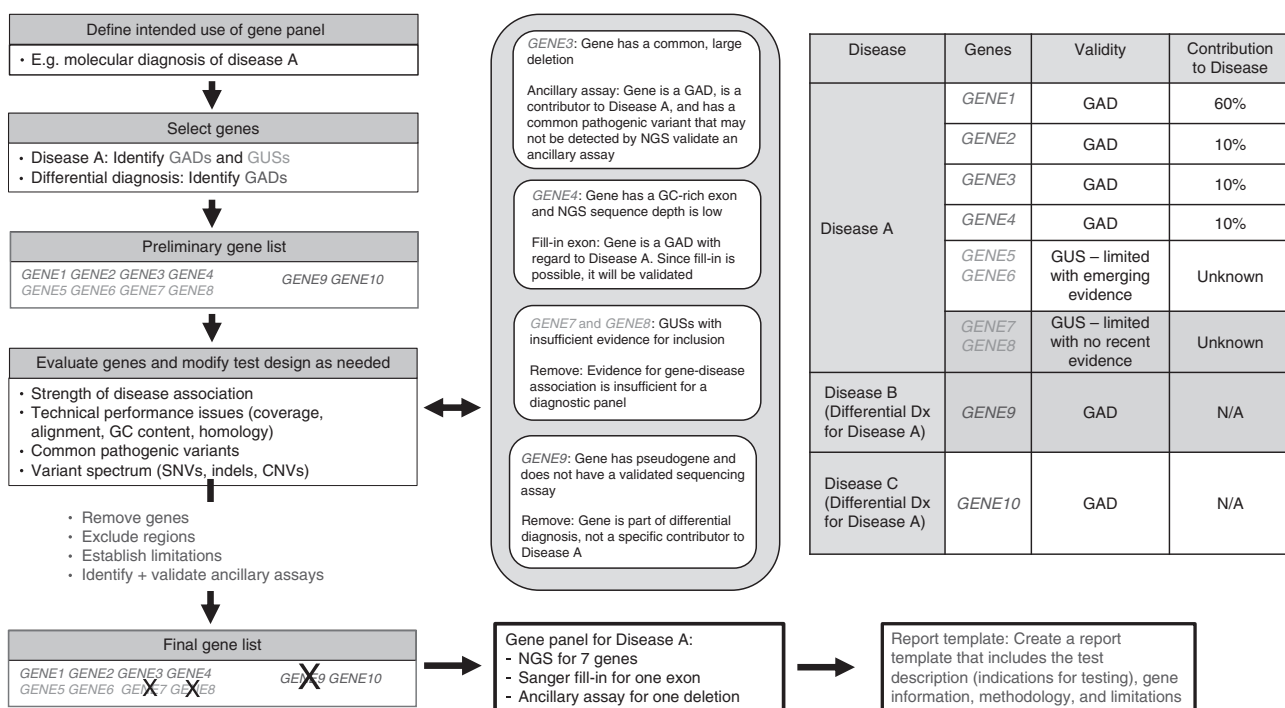 Define intended use of gene panel
• E.g. molecular diagnosis of disease A
Select genes
• Disease A: Identify GADs and GUSs
• Differential diagnosis: Identify GADs
Preliminary gene list
GENE1 GENE2 GENE3 GENE4
GENE5 GENE6 GENE7 GENE8
GENE9 GENE10
Evaluate genes and modify test design as needed
• Strength of disease association
• Technical performance issues (coverage,
alignment, GC content, homology)
• Common pathogenic variants
• Variant spectrum (SNVs, indels, CNVs)
• Remove genes
• Exclude regions
• Establish limitations
• Identify + validate ancillary assays
Final gene list
GENE1 GENE2 GENE3 GENE4
GENE5 GENE6 GENE7 GENE8
GENE9 GENE10
GENE3: Gene has a common, large
deletion
Ancillary assay: Gene is a GAD, is a
contributor to Disease A, and has a
common pathogenic variant that may
not be detected by NGS validate an
ancillary assay
GENE4: Gene has a GC-rich exon
and NGS sequence depth is low
Fill-in exon: Gene is a GAD with
regard to Disease A. Since fill-in is
possible, it will be validated
GENE7 and GENE8: GUSs with
insufficient evidence for inclusion
Remove: Evidence for gene-disease
association is insufficient for a
diagnostic panel
GENE9: Gene has pseudogene and
does not have a validated sequencing
assay
Remove: Gene is part of differential
diagnosis, not a specific contributor to
Disease A
Gene panel for Disease A:
- NGS for 7 genes
- Sanger fill-in for one exon
- Ancillary assay for one deletion
Disease Genes Validity Contribution
to Disease
Disease A
GENE1 GAD 60%
GENE2 GAD 10%
GENE3 GAD 10%
GENE4 GAD 10%
GENE5
GENE6
GUS – limited
with emerging
evidence
Unknown
GENE7
GENE8
GUS – limited
with no recent
evidence
Unknown
Disease B
(Differential Dx
for Disease A)
GENE9 GAD N/A
Disease C
(Differential Dx
for Disease A)
GENE10 GAD N/A
Report template: Create a report
template that includes the test
description (indications for testing), gene
information, methodology, and limitations